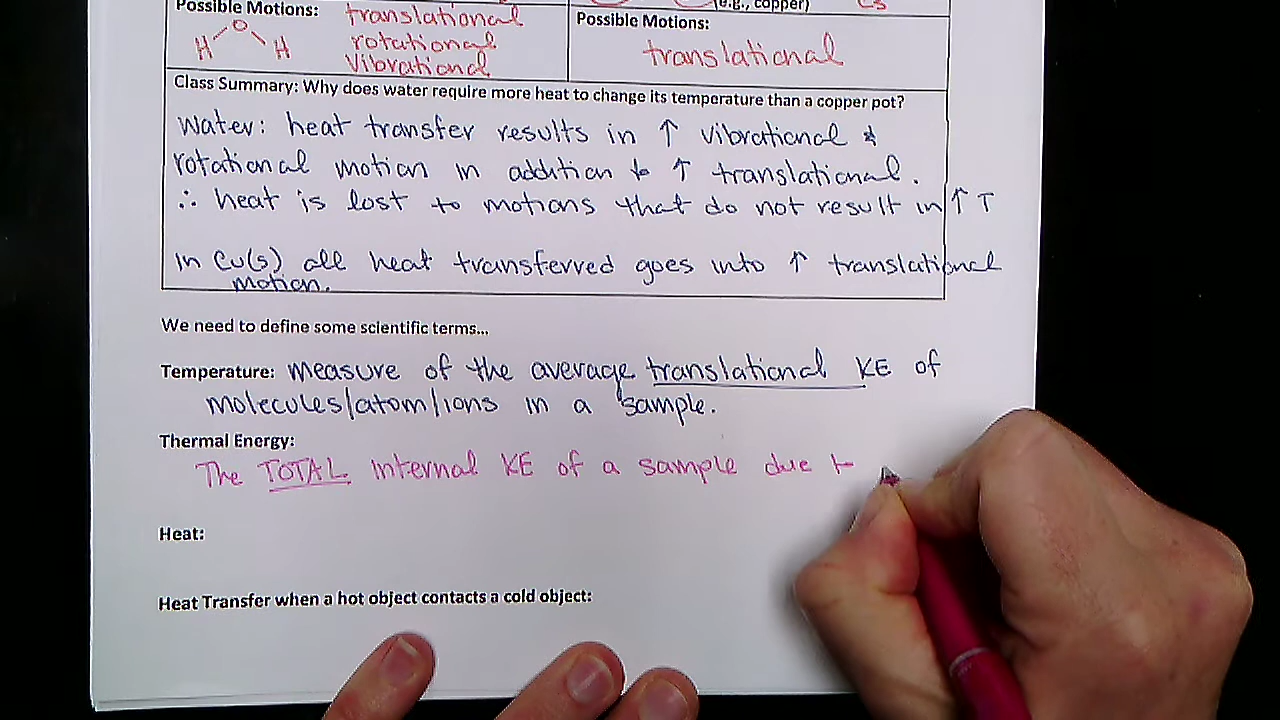 Possible Motions: translational
(e.g., copper)
H O H rotational
vibrational
Possible Motions:
translational
Class Summary: Why does water require more heat to change its temperature than a copper pot?
Water: heat transfer results in ↑ vibrational &
rotational motion in addition to ↑ translational.
∴ heat is lost to motions that do not result in ↑ T
In Cu(s) all heat transferred goes into ↑ translational
motion.
We need to define some scientific terms...
Temperature: measure of the average translational KE of
molecules/atom/ions in a sample.
Thermal Energy:
The TOTAL internal KE of a sample due to
Heat:
Heat Transfer when a hot object contacts a cold object: